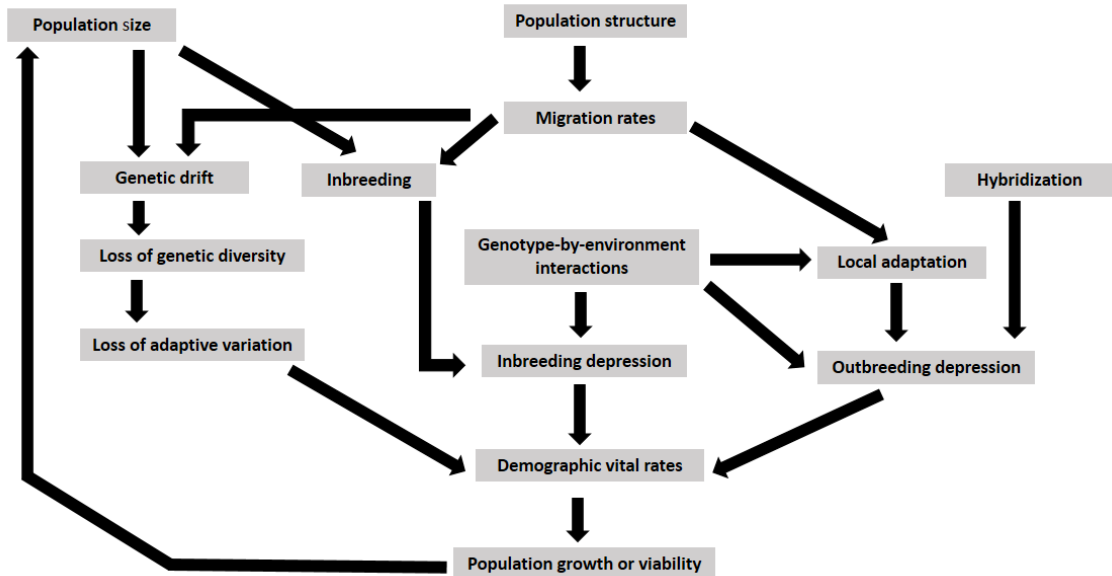 Population size
Population structure
Migration rates
Genetic drift
Inbreeding
Hybridization
Loss of genetic diversity
Genotype-by-environment
interactions
Local adaptation
Loss of adaptive variation
Inbreeding depression
Outbreeding depression
Demographic vital rates
Population growth or viability